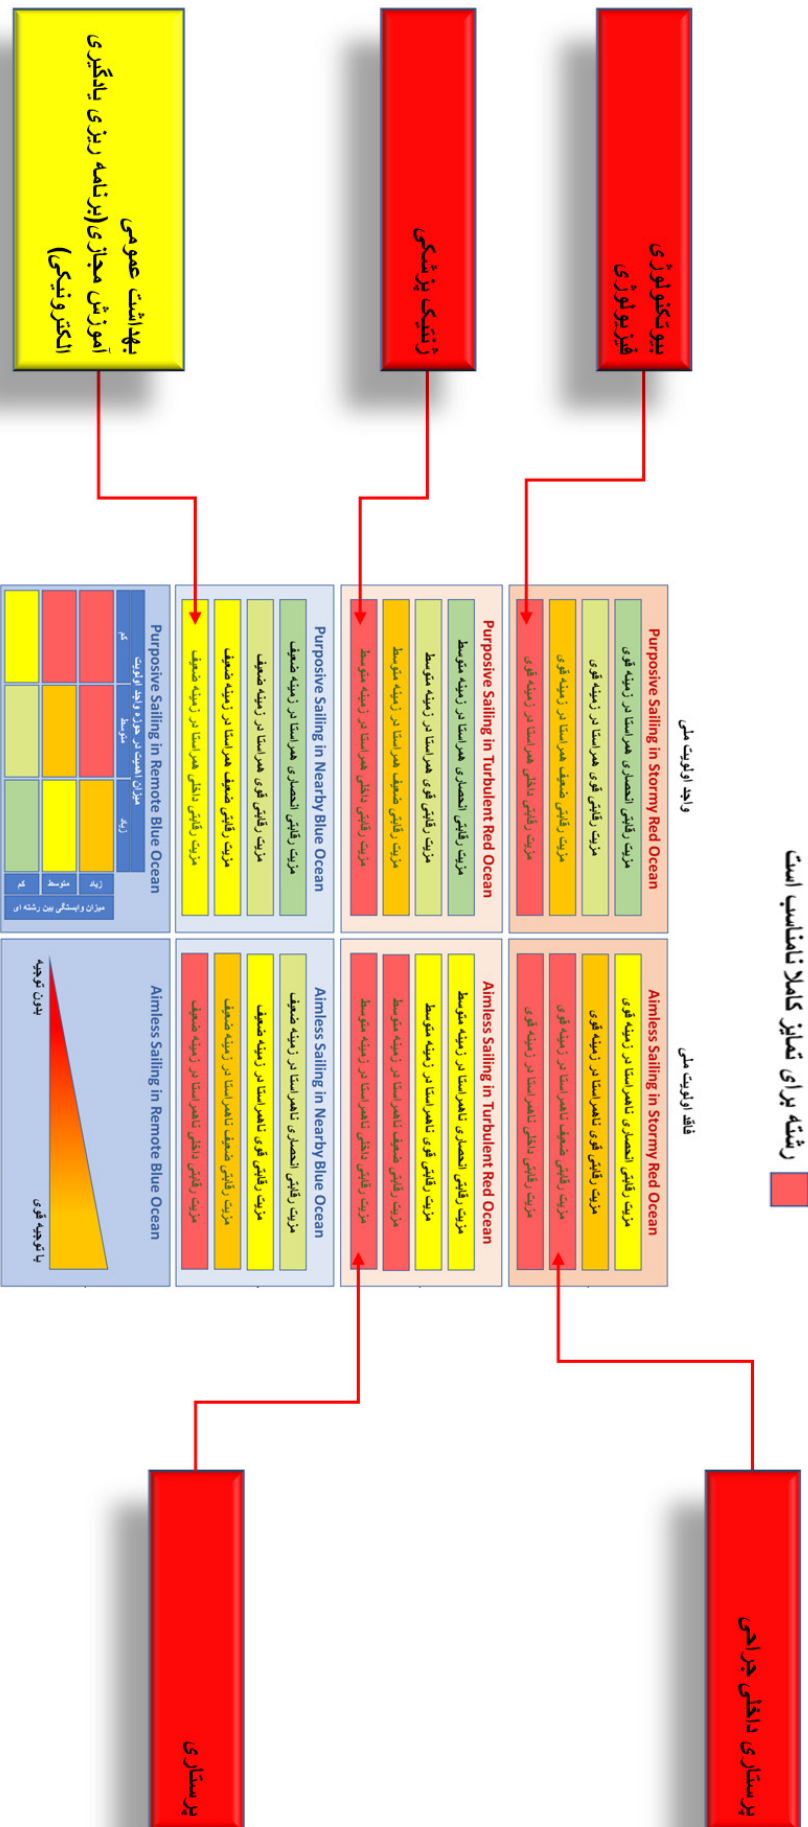 رشته برای تمایز کاملا نامناسب است
واجد اولویت ملی
فاقد اولویت ملی
بیوتکنولوژی
فیزیولوژی
ژنتیک پزشکی
بهداشت عمومی
آموزش مجازی(برنامه ریزی یادگیری
الکترونیکی)
Purposive Sailing in Stormy Red Ocean
مزیت رقابتی انحصاری همراستا در زمینه قوی
مزیت رقابتی قوی همراستا در زمینه قوی
مزیت رقابتی ضعیف همراستا در زمینه قوی
مزیت رقابتی داخلی همراستا در زمینه قوی
Aimless Sailing in Stormy Red Ocean
مزیت رقابتی انحصاری ناهمراستا در زمینه قوی
مزیت رقابتی قوی ناهمراستا در زمینه قوی
مزیت رقابتی ضعیف ناهمراستا در زمینه قوی
مزیت رقابتی داخلی ناهمراستا در زمینه قوی
Purposive Sailing in Turbulent Red Ocean
مزیت رقابتی انحصاری همراستا در زمینه متوسط
مزیت رقابتی قوی همراستا در زمینه متوسط
مزیت رقابتی ضعیف همراستا در زمینه متوسط
مزیت رقابتی داخلی همراستا در زمینه متوسط
Aimless Sailing in Turbulent Red Ocean
مزیت رقابتی انحصاری ناهمراستا در زمینه متوسط
مزیت رقابتی قوی ناهمراستا در زمینه متوسط
مزیت رقابتی ضعیف ناهمراستا در زمینه متوسط
مزیت رقابتی داخلی ناهمراستا در زمینه متوسط
Purposive Sailing in Nearby Blue Ocean
مزیت رقابتی انحصاری همراستا در زمینه ضعیف
مزیت رقابتی قوی همراستا در زمینه ضعیف
مزیت رقابتی ضعیف همراستا در زمینه ضعیف
مزیت رقابتی داخلی همراستا در زمینه ضعیف
Aimless Sailing in Nearby Blue Ocean
مزیت رقابتی انحصاری ناهمراستا در زمینه ضعیف
مزیت رقابتی قوی ناهمراستا در زمینه ضعیف
مزیت رقابتی ضعیف ناهمراستا در زمینه ضعیف
مزیت رقابتی داخلی ناهمراستا در زمینه ضعیف
Purposive Sailing in Remote Blue Ocean
میزان اهمیت در حوزه واجد اولویت
کم
متوسط
زیاد
میزان وابستگی بین رشته ای
زیاد
متوسط
کم
Aimless Sailing in Remote Blue Ocean
بدون توجیه
با توجیه قوی
پرستاری داخلی جراحی
پرستاری